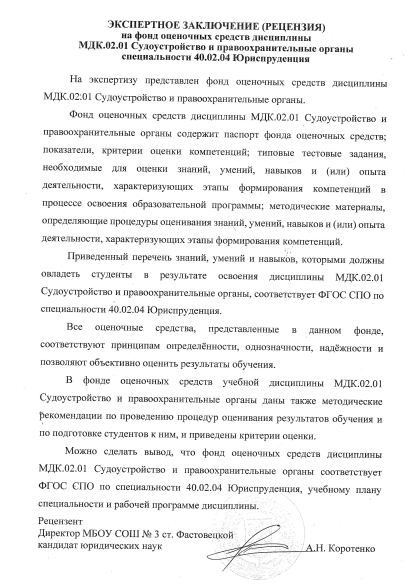 ЭКСПЕРТНОЕ ЗАКЛЮЧЕНИЕ (РЕЦЕНЗИЯ)
на фонд оценочных средств дисциплины
МДК.02.01 Судоустройство и правоохранительные органы
специальности 40.02.04 Юриспруденция
На экспертизу представлен фонд оценочных средств дисциплины
МДК.02:01 Судоустройство и правоохранительные органы.
Фонд оценочных средств дисциплины МДК.02.01 Судоустройство и
правоохранительные органы содержит паспорт фонда оценочных средств;
показатели, критерии оценки компетенций; типовые тестовые задания,
необходимые для оценки знаний, умений, навыков и (или) опыта
деятельности, характеризующих этапы формирования компетенций в
процессе освоения образовательной программы; методические материалы,
определяющие процедуры оценивания знаний, умений, навыков и (или) опыта
деятельности, характеризующих этапы формирования компетенций.
Приведенный перечень знаний, умений и навыков, которыми должны
овладеть студенты в результате освоения дисциплины МДК.02.01
Судоустройство и правоохранительные органы, соответствует ФГОС СПО по
специальности 40.02.04 Юриспруденция.
Все оценочные средства, представленные в данном фонде,
соответствуют принципам определённости, однозначности, надёжности и
позволяют объективно оценить результаты обучения.
В фонде оценочных средств учебной дисциплины МДК.02.01
Судоустройство и правоохранительные органы даны также методические
рекомендации по проведению процедур оценивания результатов обучения и
по подготовке студентов к ним, и приведены критерии оценки.
Можно сделать вывод, что фонд оценочных средств дисциплины
МДК.02.01 Судоустройство и правоохранительные органы соответствует
ФГОС СПО по специальности 40.02.04 Юриспруденция, учебному плану
специальности и рабочей программе дисциплины.
Рецензент
Директор МБОУ СОШ № 3 ст. Фастовецкой
кандидат юридических наук А.Н. Коротенко